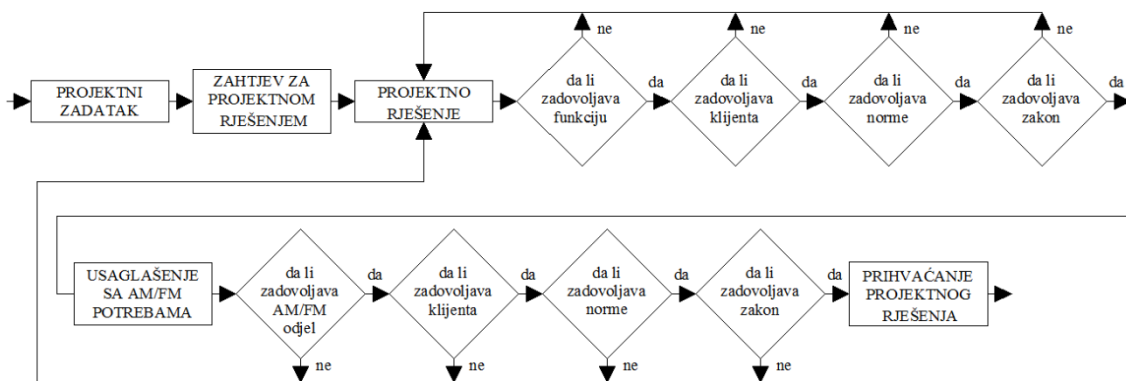 ne
ne
ne
ne
PROJEKTNI
ZADATAK
ZAHTJEV ZA
PROJEKTNOM
RJEŠENJEM
PROJEKTNO
RJEŠENJE
da li
zadovoljava
funkciju
da
da li
zadovoljava
klijenta
da
da li
zadovoljava
norme
da
da li
zadovoljava
zakon
da
USAGLAŠENJE
SA AM/FM
POTREBAMA
da li
zadovoljava
AM/FM
odjel
da
da li
zadovoljava
klijenta
da
da li
zadovoljava
norme
da
da li
zadovoljava
zakon
da
PRIHVAĆANJE
PROJEKTNOG
RJEŠENJA
ne
ne
ne
ne